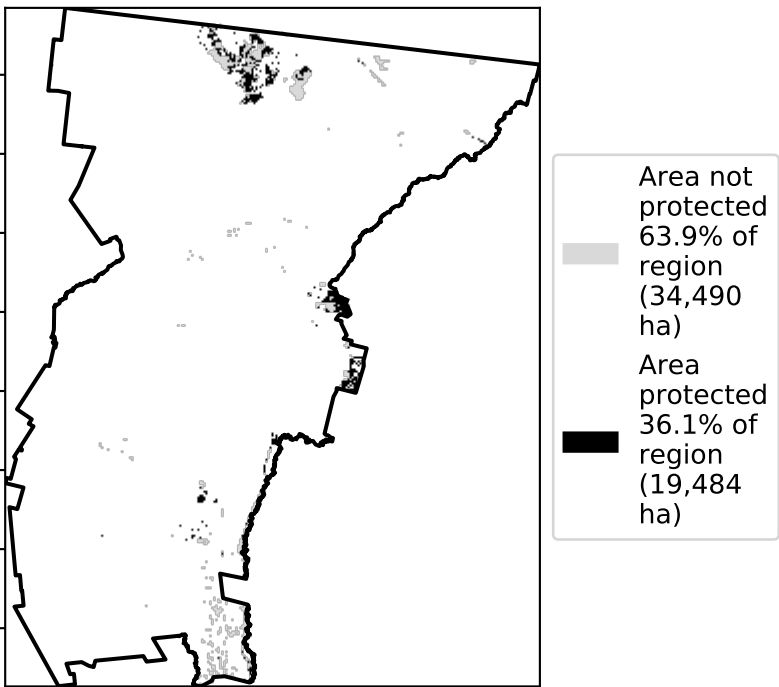 Area not
protected
63.9% of
region
(34,490
ha)
Area
protected
36.1% of
region
(19,484
ha)